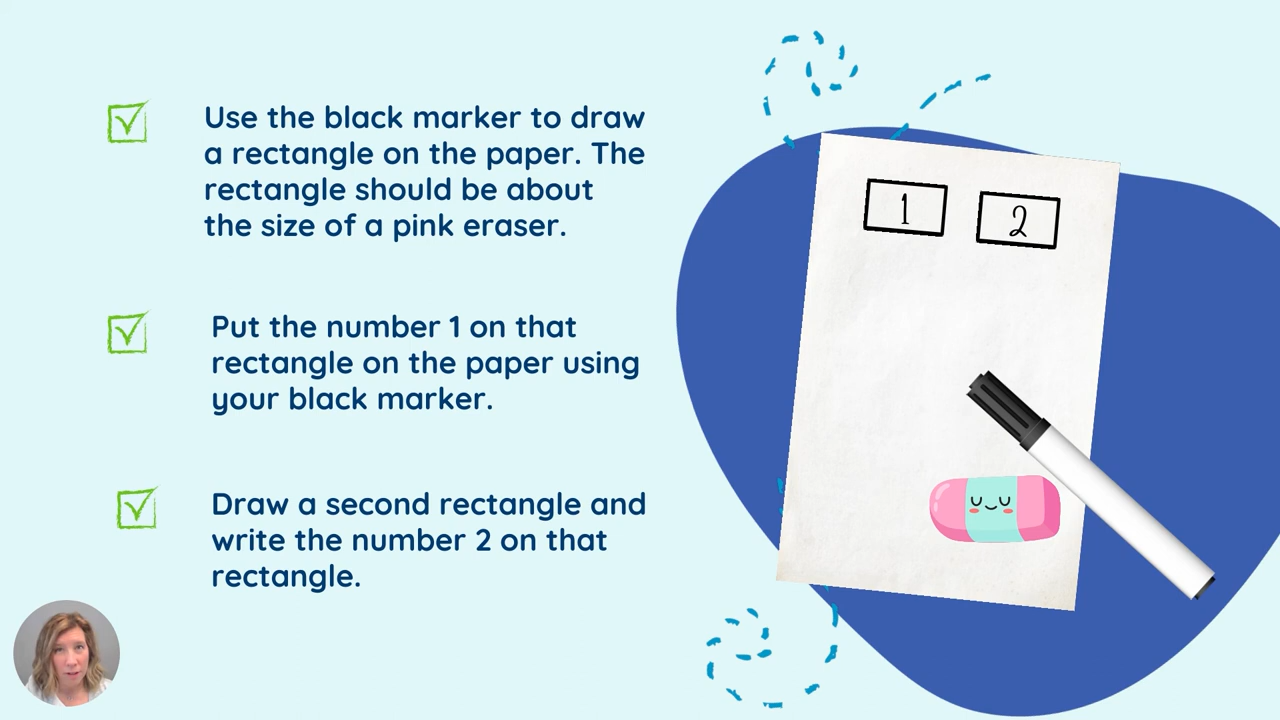 Use the black marker to draw
a rectangle on the paper. The
rectangle should be about
the size of a pink eraser.
Put the number 1 on that
rectangle on the paper using
your black marker.
Draw a second rectangle and
write the number 2 on that
rectangle.
1
2